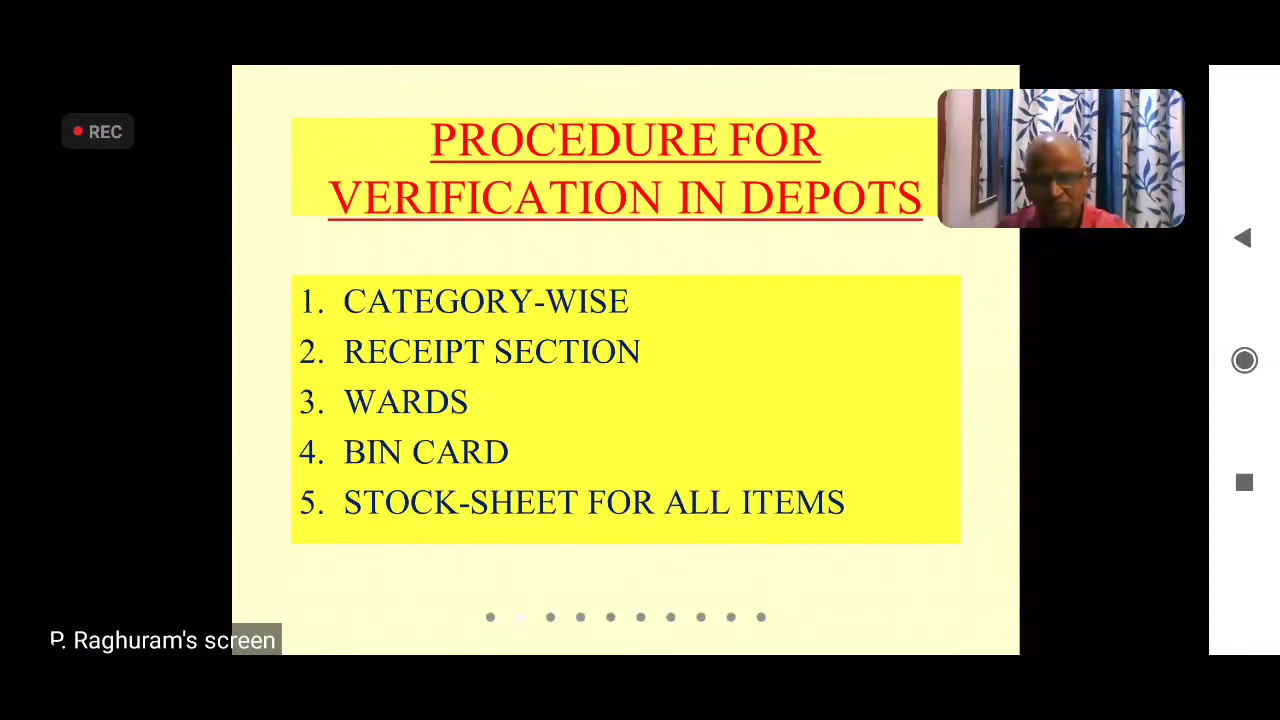 REC
PROCEDURE FOR
VERIFICATION IN DEPOTS
1. CATEGORY-WISE
2. RECEIPT SECTION
3. WARDS
4. BIN CARD
5. STOCK-SHEET FOR ALL ITEMS
P. Raghuram's screen